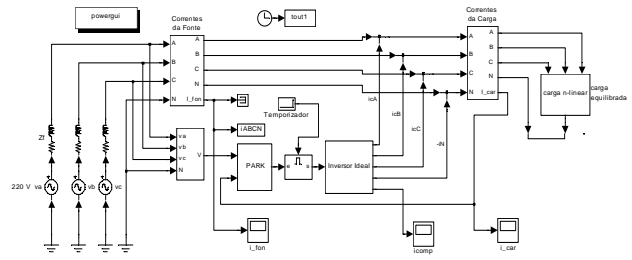 powergui
tout1
Correntes
da Fonte
Correntes
da Carga
A
A
A
A
B
B
B
B
C
C
C
C
N
N
N
N
I_fon
I_car
carga n-linear
carga
equilibrada
icA
icB
icC
-iN
Temporizador
iABCN
Zf
va
vb
vc
N
V
PARK
e
s
Inversor Ideal
220 V
va
vb
vc
i_fon
icomp
i_car